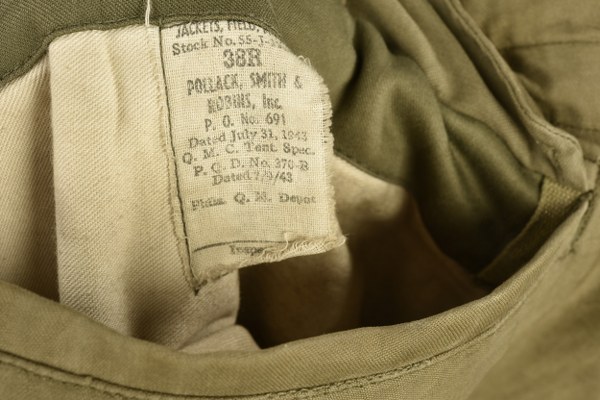 JACKETS, FIELD,
Stock No. 55-J-
38R
POLLACK, SMITH &
ROBINS, Inc.
P. O. No. 691
Dated July 31, 1943
Q. M. C. Tent. Spec.
P. Q. D. No. 370-B
Dated 7/9/43
Phila. Q. M. Depot
Inspe